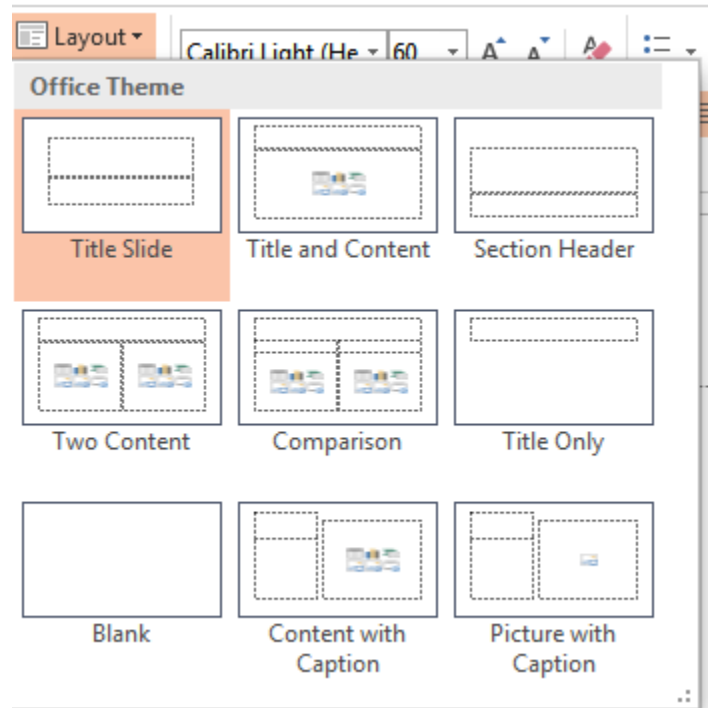 Layout
Calibri Light (He 60 A A A
Office Theme
Title Slide Title and Content Section Header
Two Content Comparison Title Only
Blank Content with Caption Picture with Caption